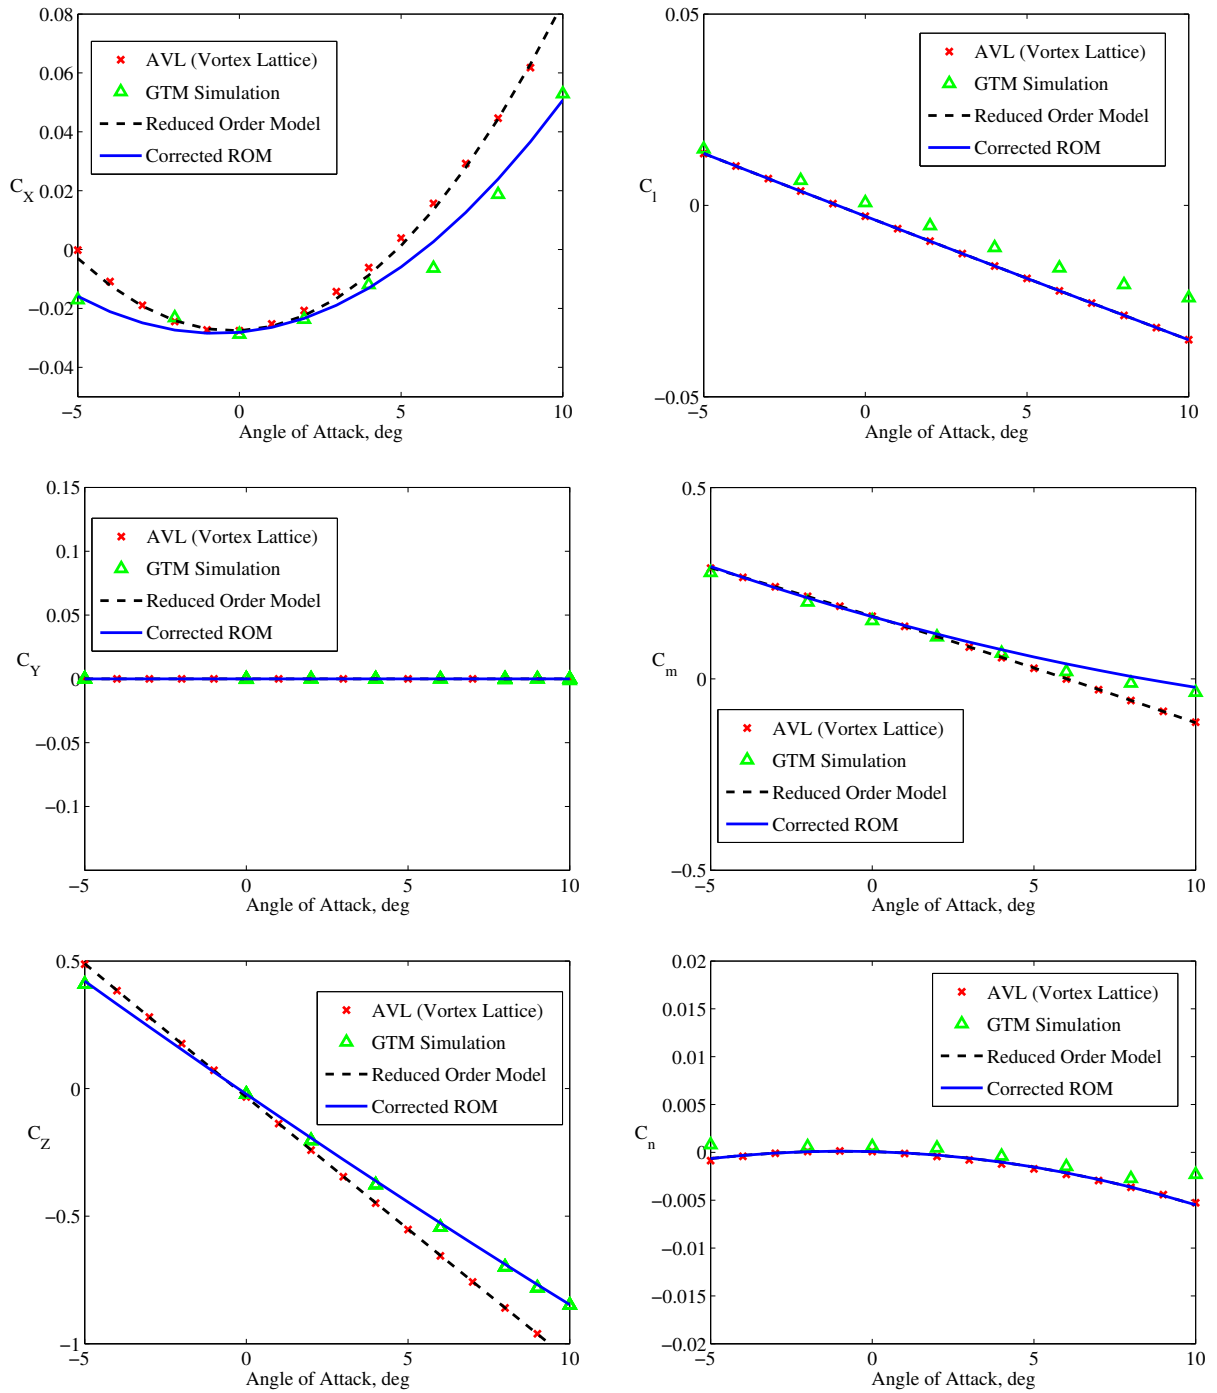 0.08
0.06
0.04
0.02
0
−0.02
−0.04
C_X
AVL (Vortex Lattice)
GTM Simulation
Reduced Order Model
Corrected ROM
−5 0 5 10
Angle of Attack, deg
0.05
0
−0.05
C_l
AVL (Vortex Lattice)
GTM Simulation
Reduced Order Model
Corrected ROM
−5 0 5 10
Angle of Attack, deg
0.15
0.1
0.05
0
−0.05
−0.1
C_Y
AVL (Vortex Lattice)
GTM Simulation
Reduced Order Model
Corrected ROM
−5 0 5 10
Angle of Attack, deg
0.5
0
−0.5
C_m
AVL (Vortex Lattice)
GTM Simulation
Reduced Order Model
Corrected ROM
−5 0 5 10
Angle of Attack, deg
0.5
0
−0.5
−1
C_Z
AVL (Vortex Lattice)
GTM Simulation
Reduced Order Model
Corrected ROM
−5 0 5 10
Angle of Attack, deg
0.02
0.015
0.01
0.005
0
−0.005
−0.01
−0.015
−0.02
C_n
AVL (Vortex Lattice)
GTM Simulation
Reduced Order Model
Corrected ROM
−5 0 5 10
Angle of Attack, deg